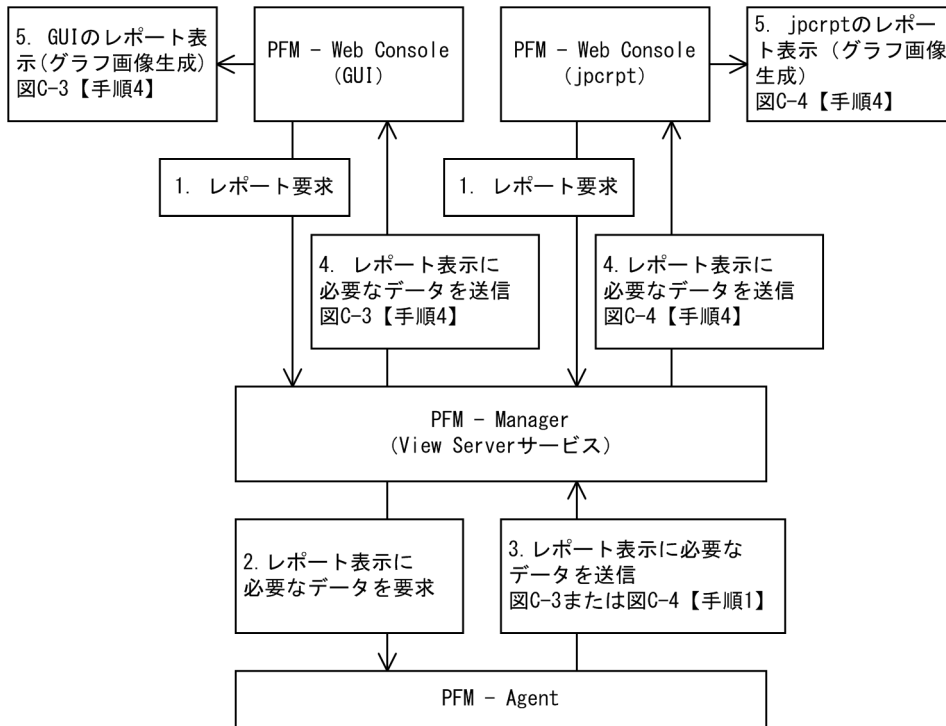 5. GUIのレポート表
示(グラフ画像生成)
図C-3【手順4】
PFM - Web Console
(GUI)
PFM - Web Console
(jpcrpt)
5. jpcrptのレポー
ト表示（グラフ画像
生成）
図C-4【手順4】
1. レポート要求
1. レポート要求
4. レポート表示に
必要なデータを送信
図C-3【手順4】
4.レポート表示に
必要なデータを送信
図C-4【手順4】
PFM - Manager
(View Serverサービス)
2.レポート表示に
必要なデータを要求
3.レポート表示に必要な
データを送信
図C-3または図C-4【手順1】
PFM - Agent